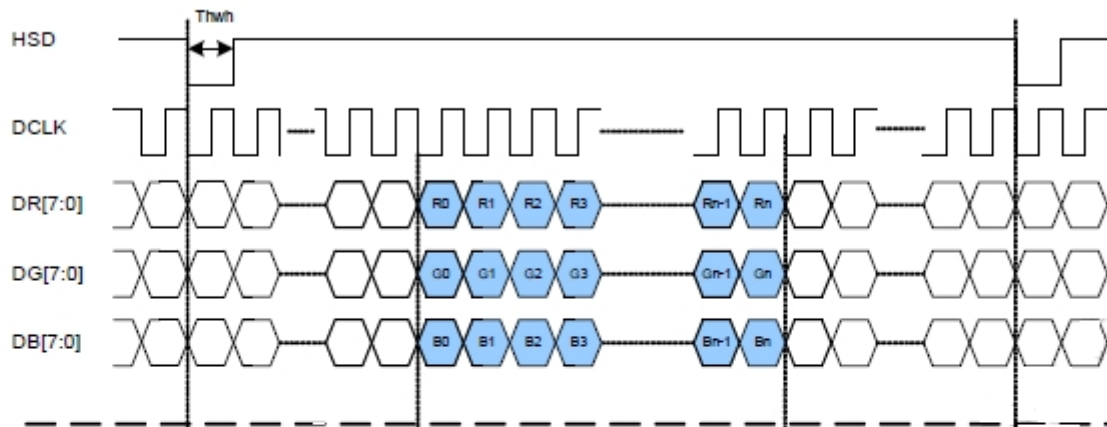 Thwh
HSD
DCLK
DR[7:0] R0 R1 R2 R3 Rn-1 Rn
DG[7:0] G0 G1 G2 G3 Gn-1 Gn
DB[7:0] B0 B1 B2 B3 Bn-1 Bn